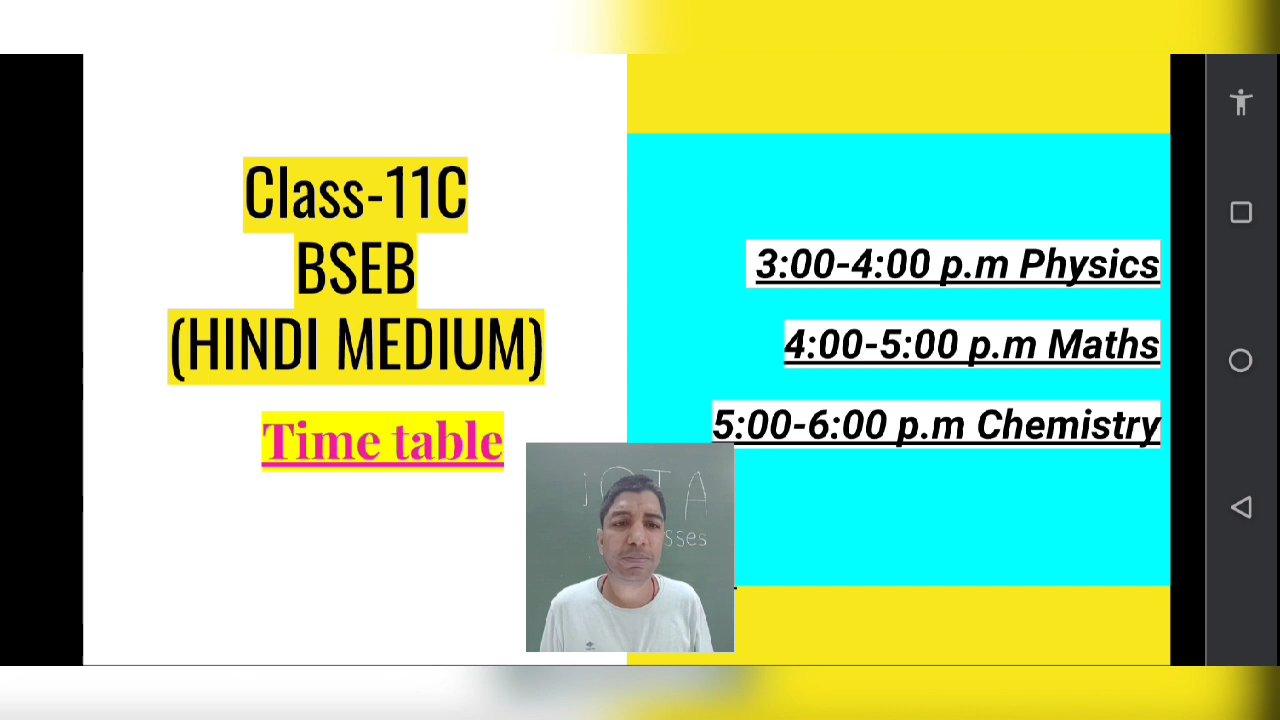 Class-11C
BSEB
(HINDI MEDIUM)
Time table
3:00-4:00 p.m Physics
4:00-5:00 p.m Maths
5:00-6:00 p.m Chemistry